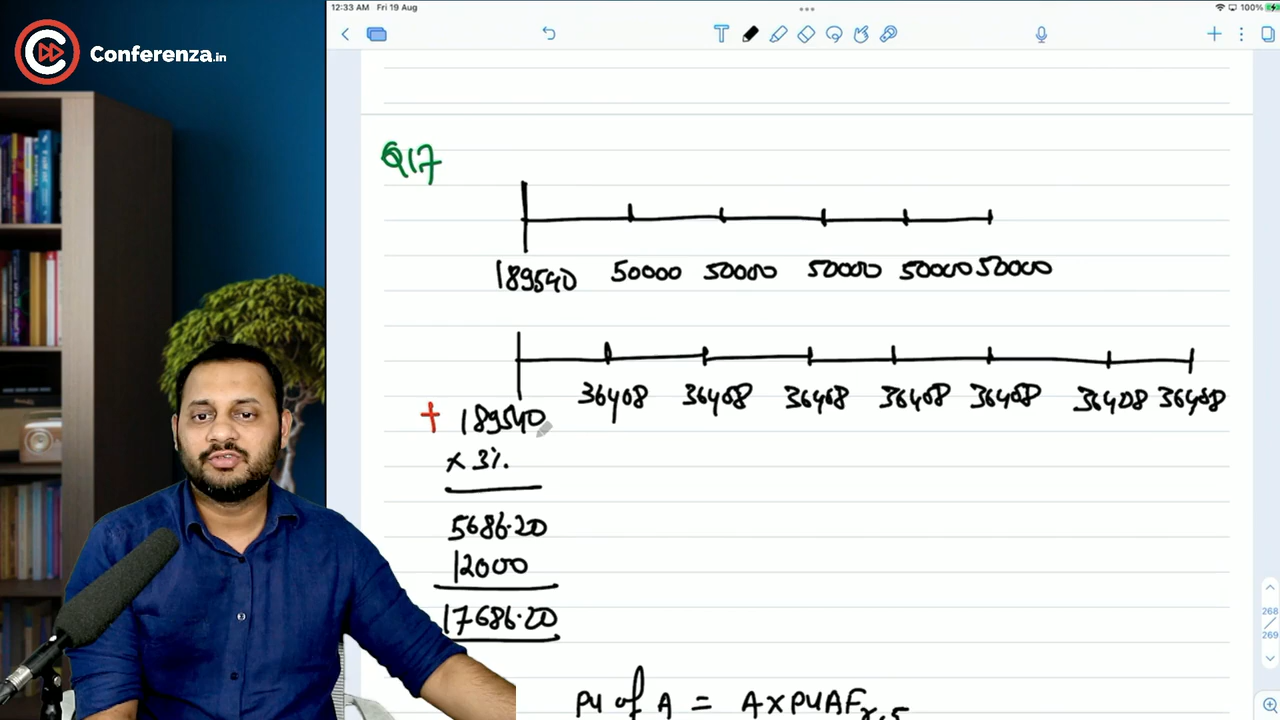 12:33 AM Fri 19 Aug
100%
Conferenza.in
Q17
189540 50000 50000 50000 50000 50000
36408 36408 36408 36408 36408 36408 36408
+ 189540
x 3%.
5686.20
12000
17686.20
268
269
PV of A = A x PVAF r,5